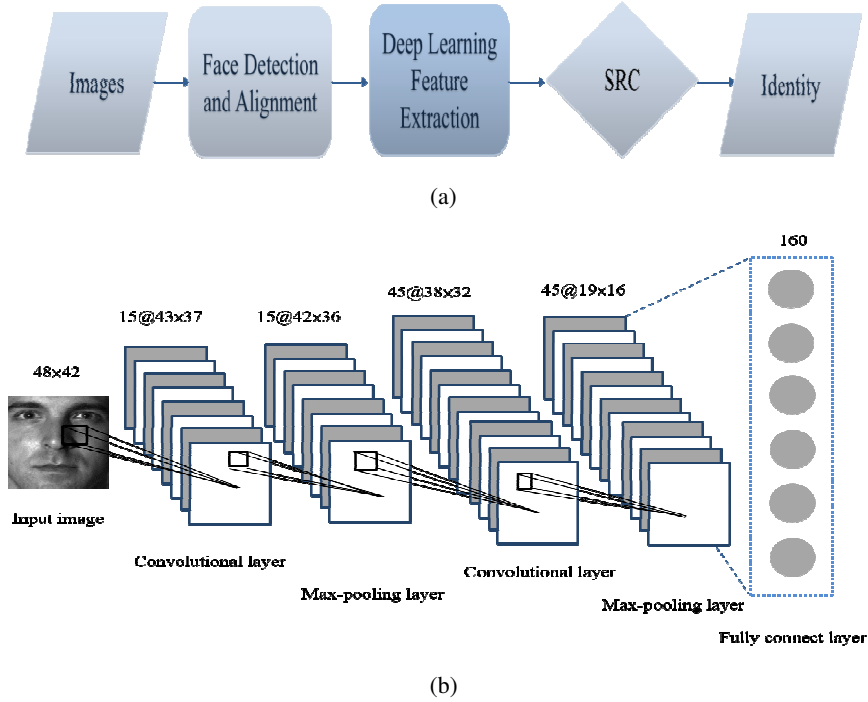 Images
Face Detection
and Alignment
Deep Learning
Feature
Extraction
SRC
Identity
(a)
160
45@38x32
45@19x16
15@43x37
15@42x36
48x42
Input image
Convolutional layer
Convolutional layer
Max-pooling layer
Max-pooling layer
Fully connect layer
(b)